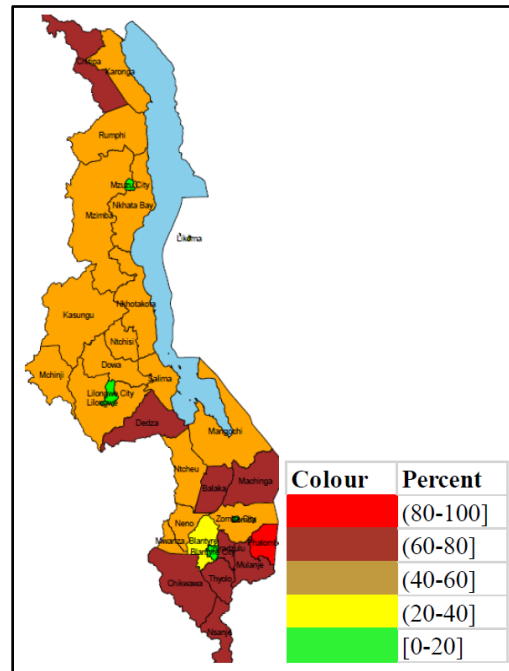 Chitipa
Karonga
Rumphi
Mzuzu City
Nkhata Bay
Mzimba
Likoma
Nkhotakota
Kasungu
Ntchisi
Dowa
Mchinji
Salima
Lilongwe City
Lilongwe
Dedza
Mangochi
Ntcheu
Balaka
Machinga
Neno
Zomba
Mwanza
Blantyre
Phalombe
Blantyre City
Mulanje
Chikwawa
Thyolo
Nsanje
Colour Percent
(80-100]
(60-80]
(40-60]
(20-40]
[0-20]